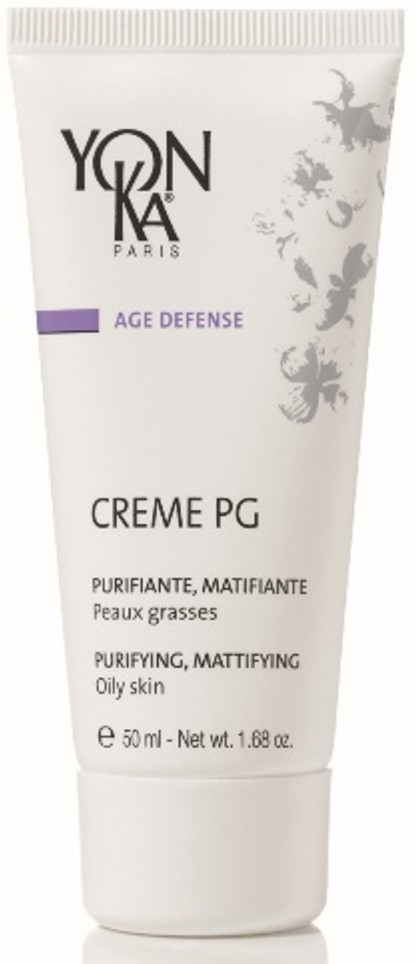 YON
KA®
PARIS
AGE DEFENSE
CREME PG
PURIFIANTE, MATIFIANTE
Peaux grasses
PURIFYING, MATTIFYING
Oily skin
℮ 50 ml - Net wt. 1.68 oz.